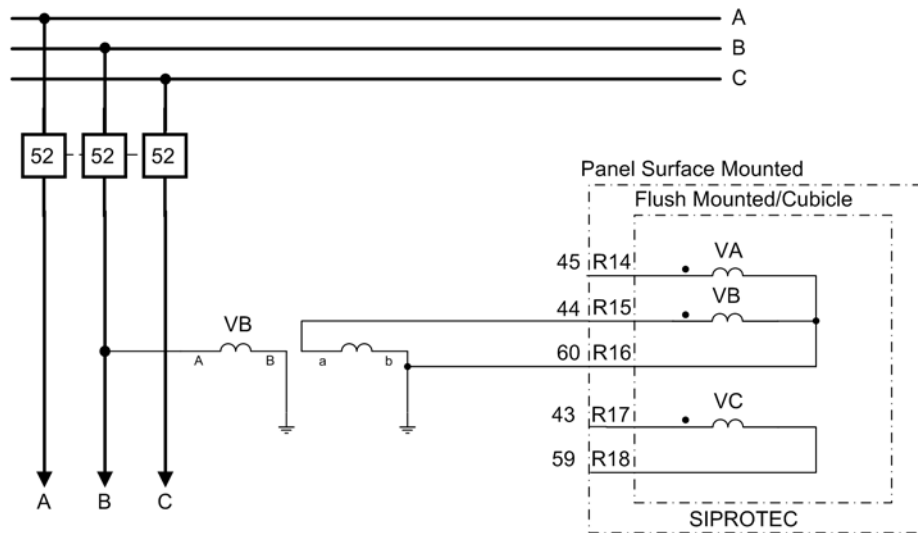 A
B
C
52 52 52
Panel Surface Mounted
Flush Mounted/Cubicle
45 R14 VA
44 R15 VB
VB
A B a b
60 R16
43 R17 VC
59 R18
A B C
SIPROTEC